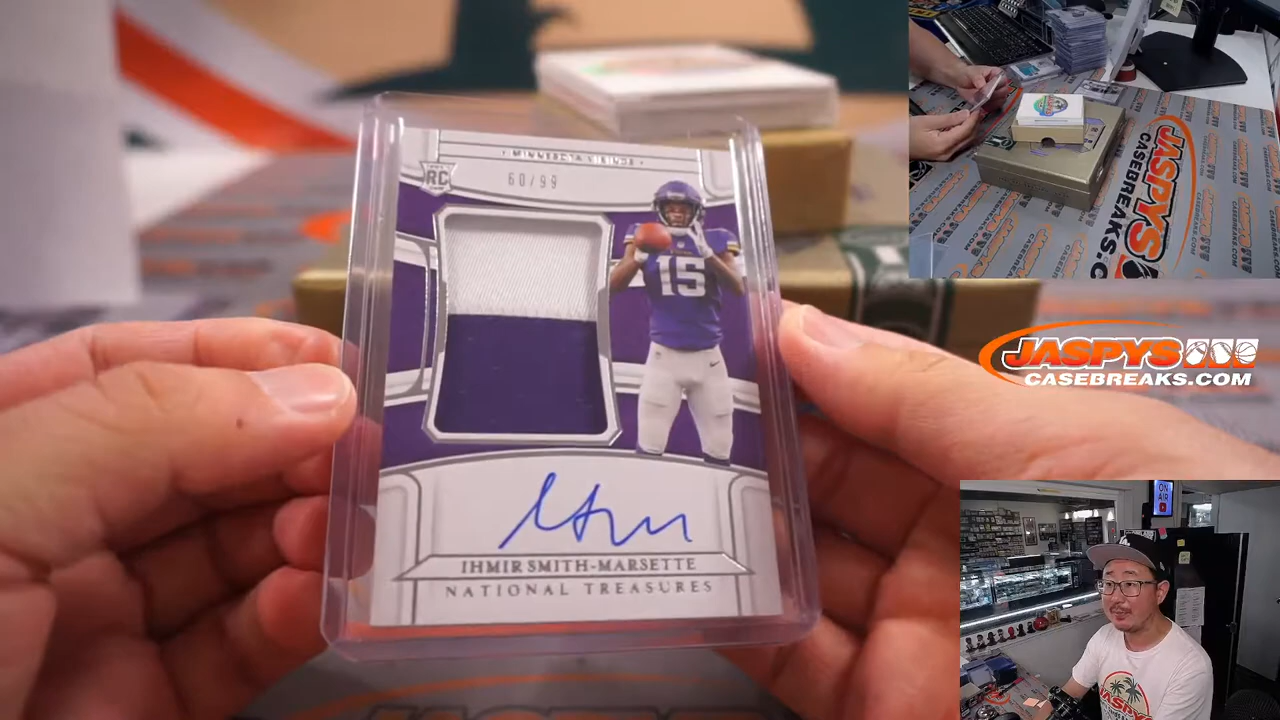 MINNESOTA VIKINGS
RC
60/99
15
IHMIR SMITH-MARSETTE
NATIONAL TREASURES
JASPYS
CASEBREAKS.COM
JASPYS
CASEBREAKS.COM
ON
AIR
JASPYS